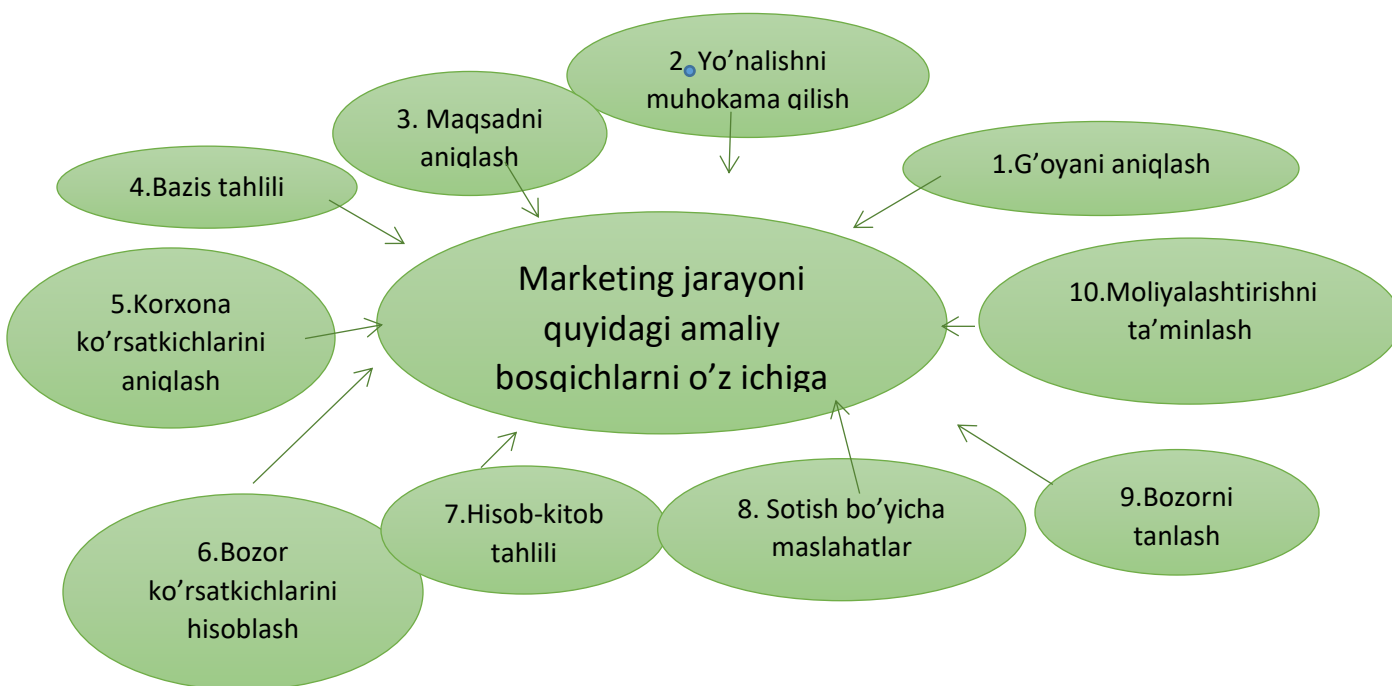 2. Yo’nalishni
muhokama qilish
3. Maqsadni
aniqlash
1.G’oyani aniqlash
4.Bazis tahlili
Marketing jarayoni
quyidagi amaliy
bosqichlarni o’z ichiga
5.Korxona
ko’rsatkichlarini
aniqlash
10.Moliyalashtirishni
ta’minlash
6.Bozor
ko’rsatkichlarini
hisoblash
7.Hisob-kitob
tahlili
8. Sotish bo’yicha
maslahatlar
9.Bozorni
tanlash